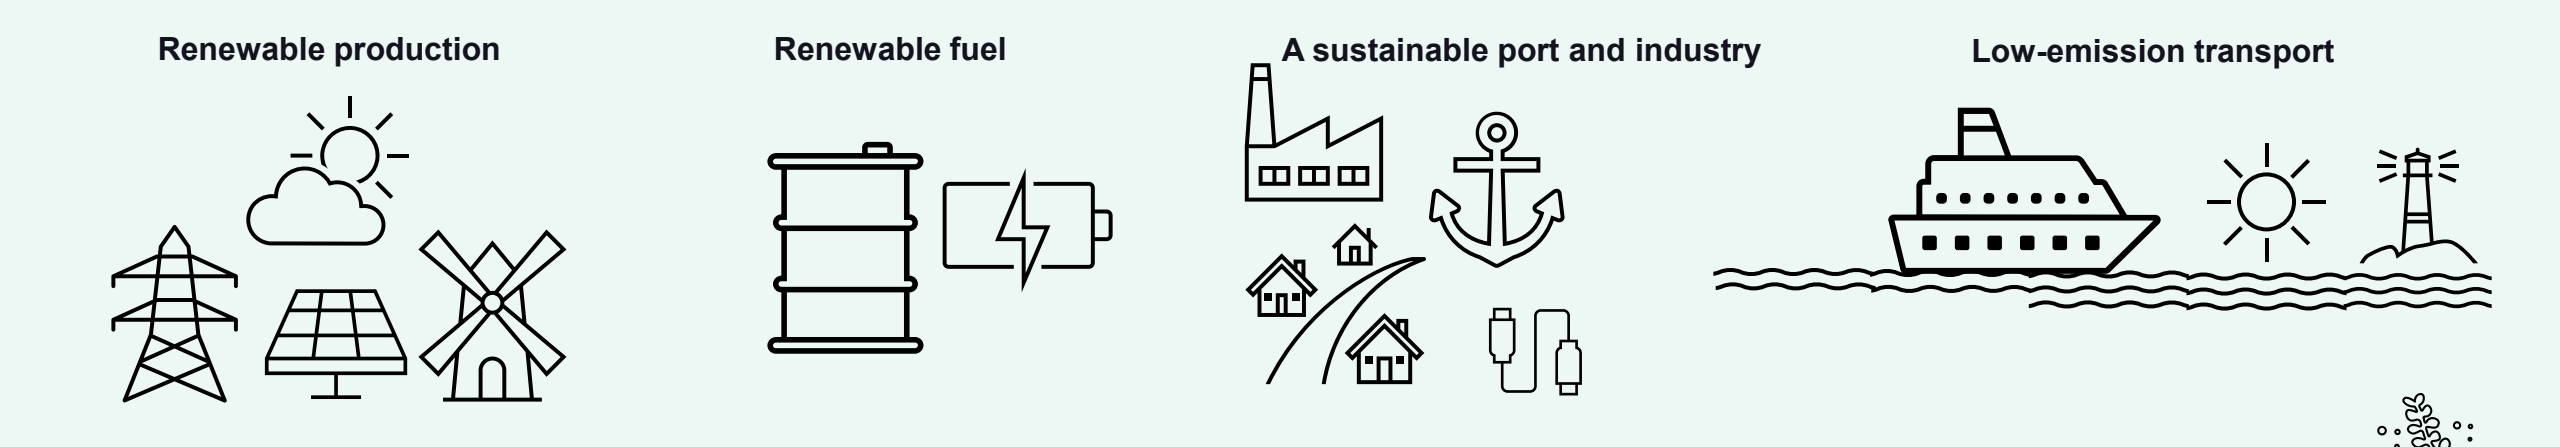 Renewable production
Renewable fuel
A sustainable port and industry
Low-emission transport